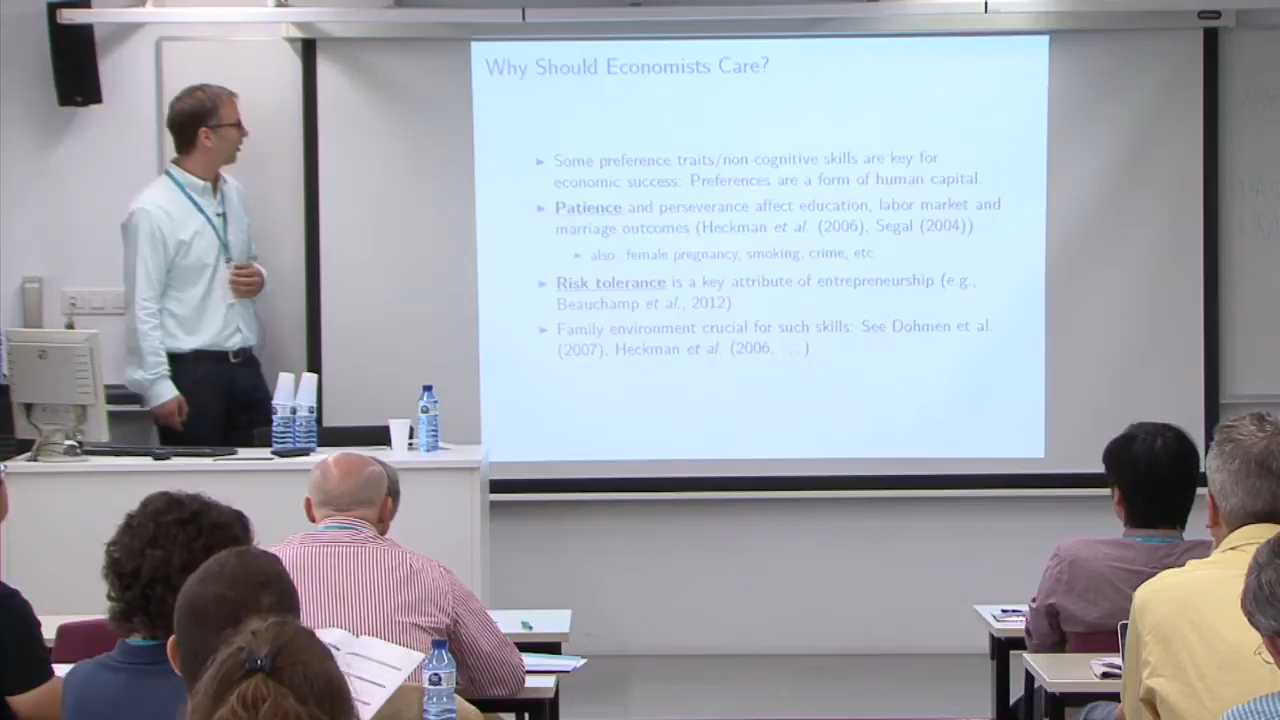 Why Should Economists Care?
▶ Some preference traits/non-cognitive skills are key for
economic success: Preferences are a form of human capital.
▶ Patience and perseverance affect education, labor market and
marriage outcomes (Heckman et al. (2006), Segal (2004))
▶ also: female pregnancy, smoking, crime, etc.
▶ Risk tolerance is a key attribute of entrepreneurship (e.g.,
Beauchamp et al., 2012)
▶ Family environment crucial for such skills: See Dohmen et al.
(2007), Heckman et al. (2006, ...)